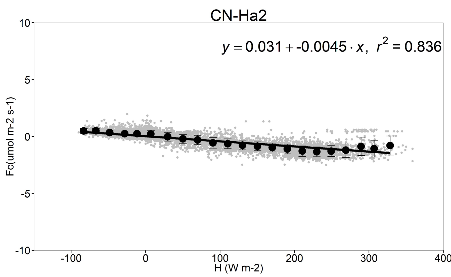 CN-Ha2
y = 0.031 + -0.0045 · x, r² = 0.836
10
5
0
-5
-10
Fc(umol m-2 s-1)
-100
0
100
200
300
400
H (W m-2)